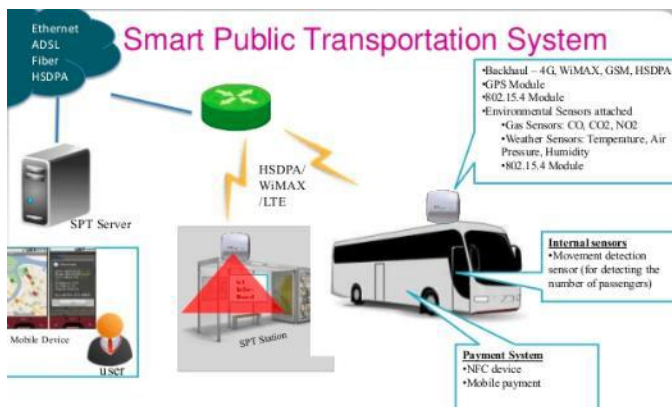 Ethernet
ADSL
Fiber
HSDPA
Smart Public Transportation System
•Backhaul – 4G, WiMAX, GSM, HSDPA
•GPS Module
•802.15.4 Module
•Environmental Sensors attached
•Gas Sensors: CO, CO2, NO2
•Weather Sensors: Temperature, Air
Pressure, Humidity
•802.15.4 Module
HSDPA/
WiMAX
/LTE
SPT Server
Internal sensors
•Movement detection
sensor (for detecting the
number of passengers)
Mobile Device
user
SPT Station
Payment System
•NFC device
•Mobile payment